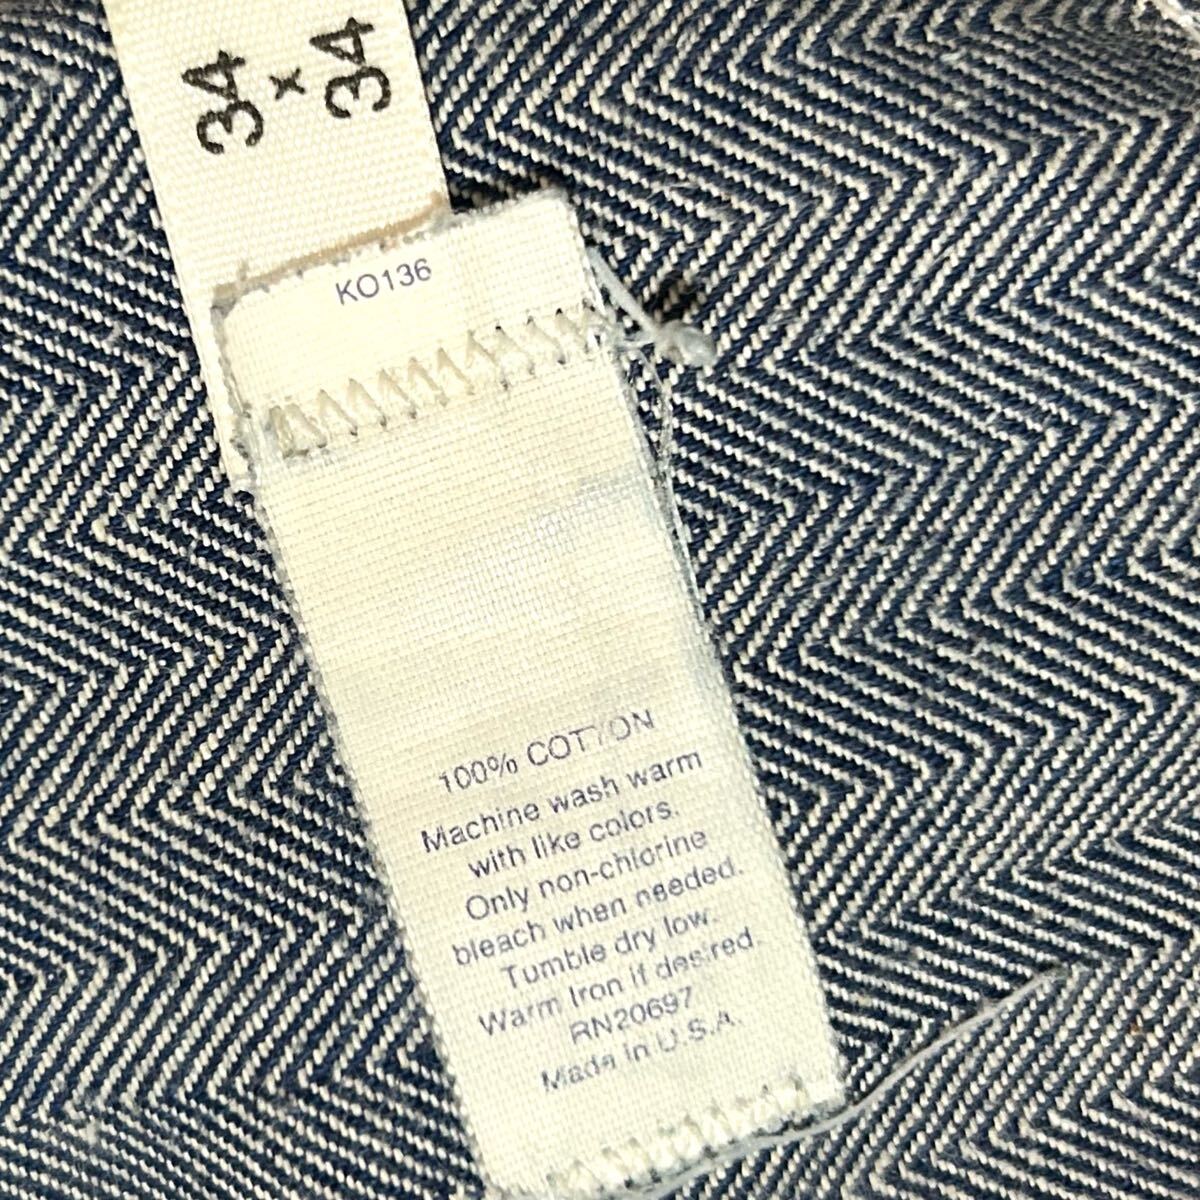 34
x
34
KO136
100% COTTON
Machine wash warm
with like colors.
Only non-chlorine
bleach when needed.
Tumble dry low.
Warm Iron if desired.
RN20697
Made in U.S.A.